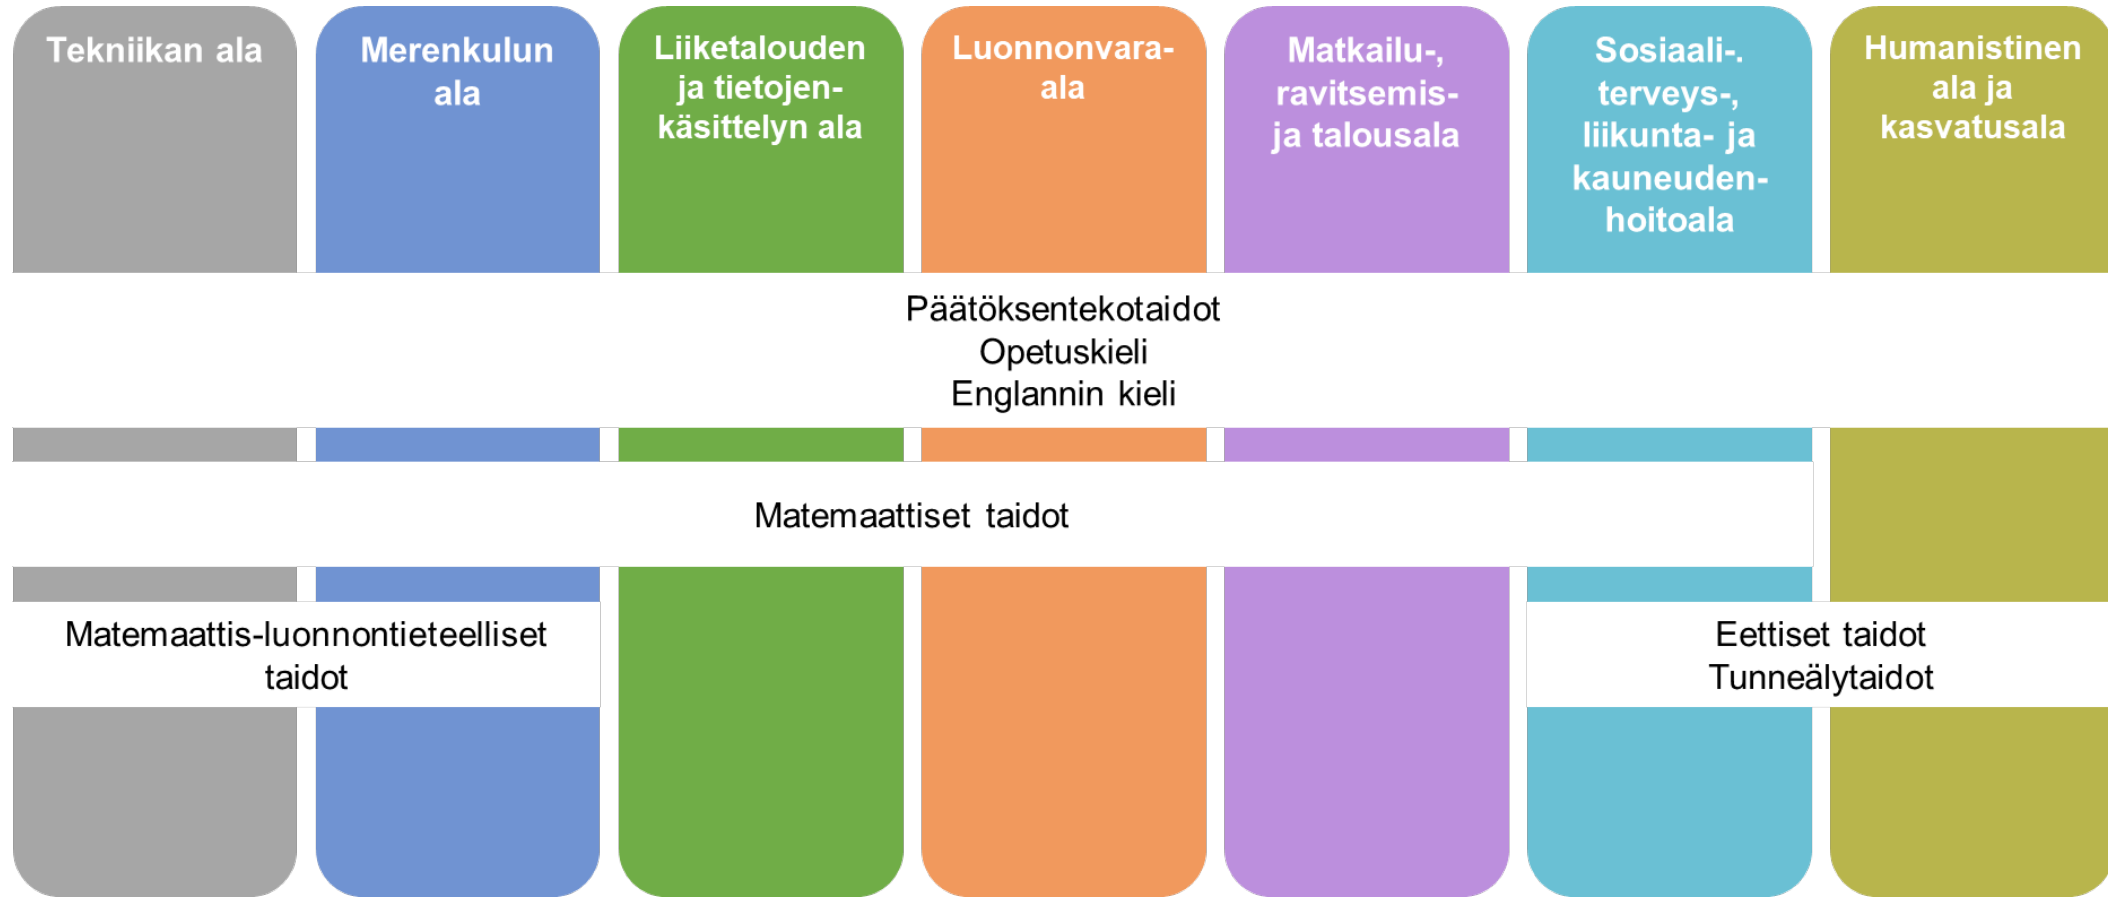 Tekniikan ala
Merenkulun
ala
Liiketalouden
ja tietojen-
käsittelyn ala
Luonnonvara-
ala
Matkailu-,
ravitsemis-
ja talousala
Sosiaali-.
terveys-,
liikunta- ja
kauneuden-
hoitoala
Humanistinen
ala ja
kasvatusala
Päätöksentekotaidot
Opetuskieli
Englannin kieli
Matemaattiset taidot
Matemaattis-luonnontieteelliset
taidot
Eettiset taidot
Tunneälytaidot